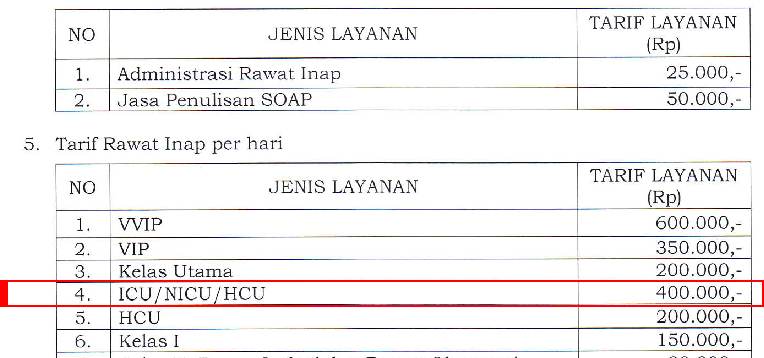 NO JENIS LAYANAN TARIF LAYANAN (Rp)
1. Administrasi Rawat Inap 25.000,-
2. Jasa Penulisan SOAP 50.000,-
5. Tarif Rawat Inap per hari
NO JENIS LAYANAN TARIF LAYANAN (Rp)
1. VVIP 600.000,-
2. VIP 350.000,-
3. Kelas Utama 200.000,-
4. ICU/NICU/HCU 400.000,-
5. HCU 200.000,-
6. Kelas I 150.000,-